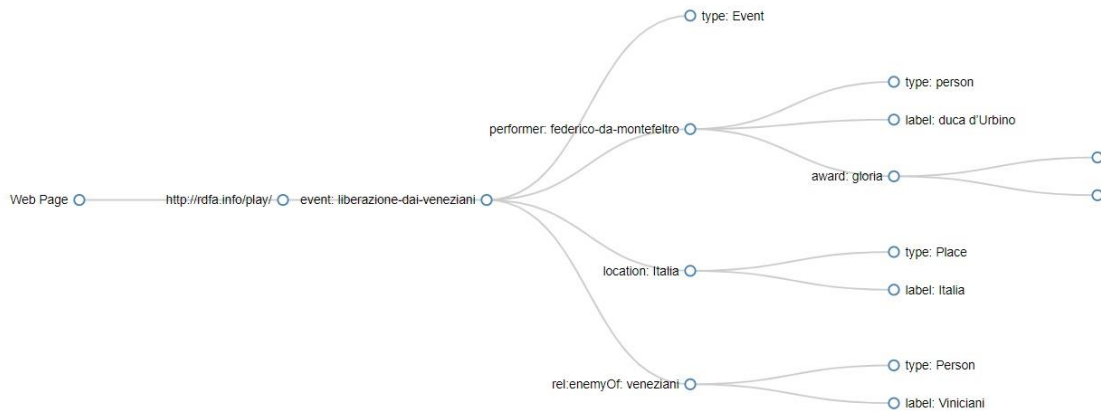 type: Event
type: person
performer: federico-da-montefeltro
label: duca d'Urbino
award: gloria
Web Page
http://rdfa.info/play/
event: liberazione-dai-veneziani
type: Place
location: Italia
label: Italia
type: Person
rel:enemyOf: veneziani
label: Viniciani